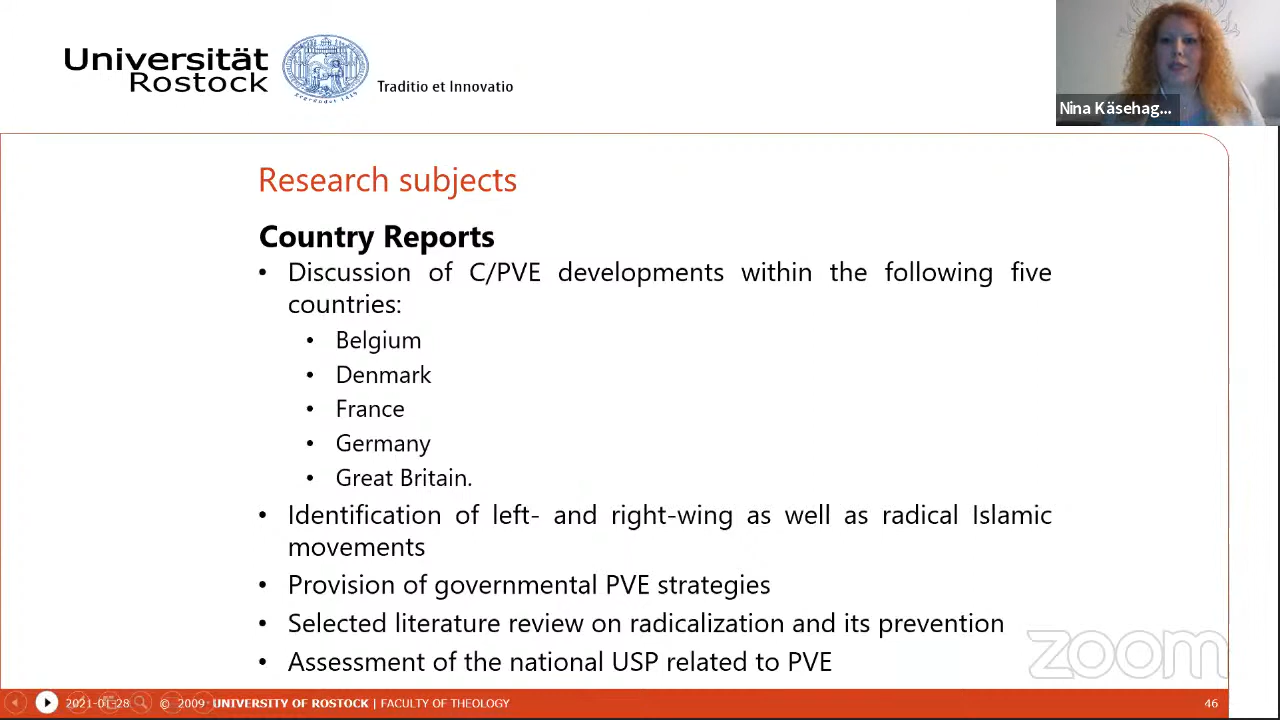 Universität
Rostock
Traditio et Innovatio
Nina Käsehag...
Research subjects
Country Reports
• Discussion of C/PVE developments within the following five
countries:
• Belgium
• Denmark
• France
• Germany
• Great Britain.
• Identification of left- and right-wing as well as radical Islamic
movements
• Provision of governmental PVE strategies
• Selected literature review on radicalization and its prevention
• Assessment of the national USP related to PVE
zoom
2021-01-28 © 2009 UNIVERSITY OF ROSTOCK | FACULTY OF THEOLOGY 46